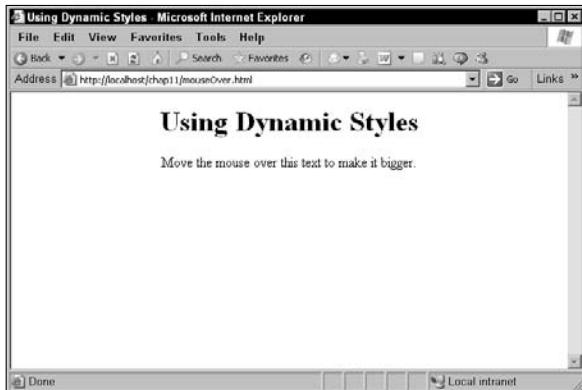 Using Dynamic Styles - Microsoft Internet Explorer
File Edit View Favorites Tools Help
Back Search Favorites
Address http://localhost/chap11/mouseOver.html Go Links »
Using Dynamic Styles
Move the mouse over this text to make it bigger.
Done Local intranet